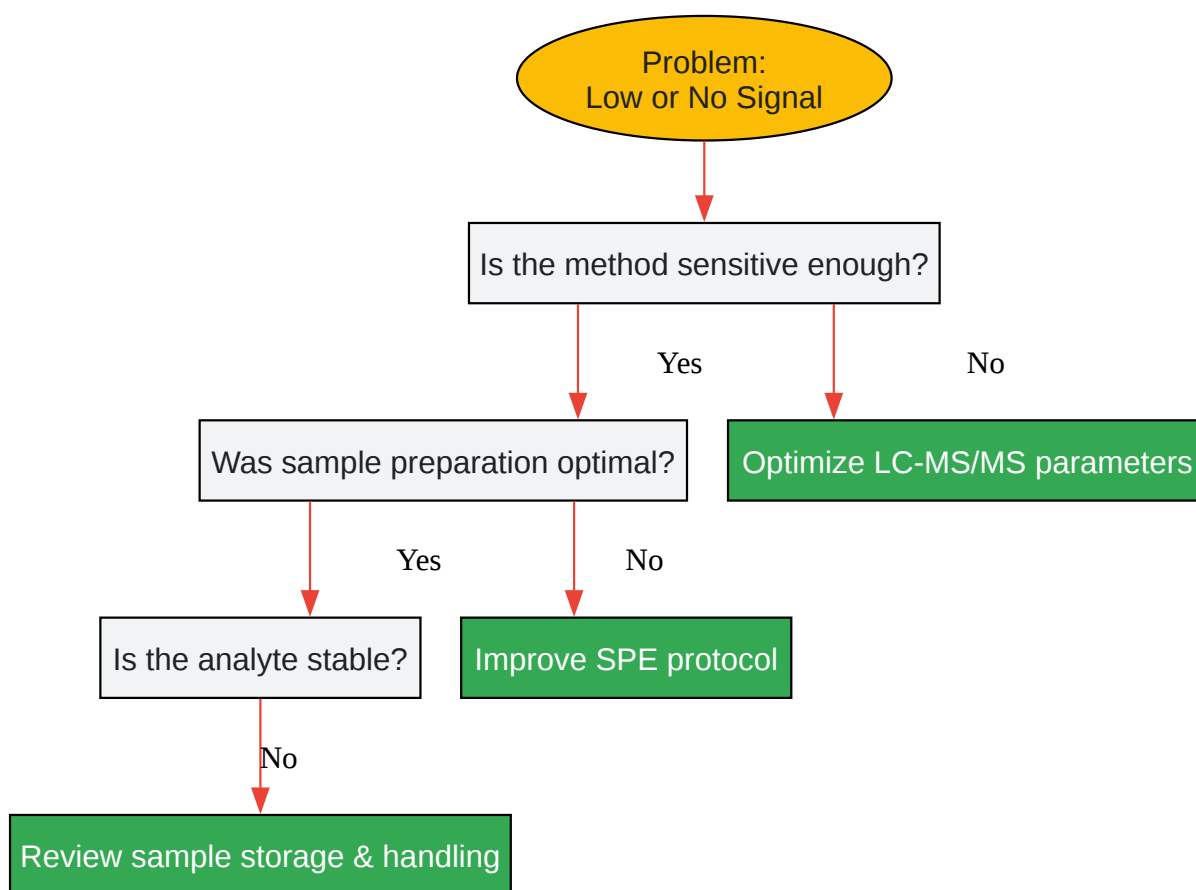 Problem:
Low or No Signal
Is the method sensitive enough?
Yes
No
Was sample preparation optimal?
Optimize LC-MS/MS parameters
Yes
No
Is the analyte stable?
Improve SPE protocol
No
Review sample storage & handling